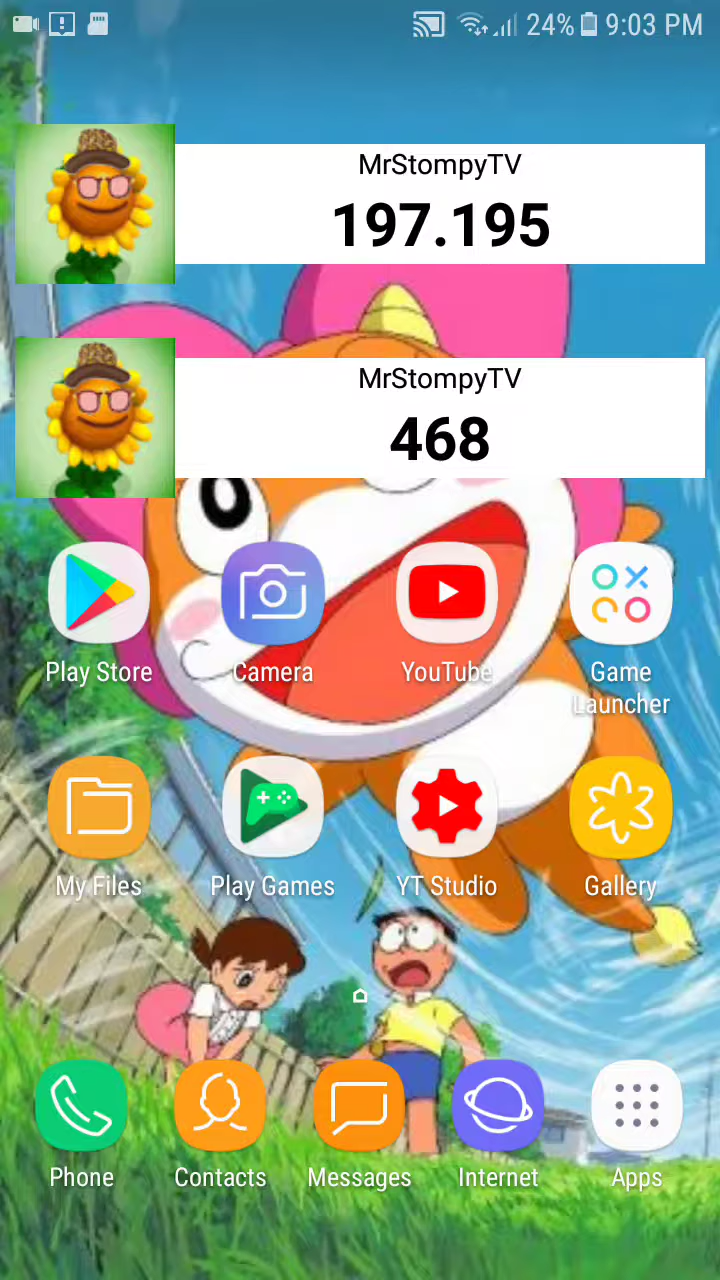 24% 9:03 PM
MrStompyTV
197.195
MrStompyTV
468
Play Store
Camera
YouTube
Game Launcher
My Files
Play Games
YT Studio
Gallery
Phone
Contacts
Messages
Internet
Apps